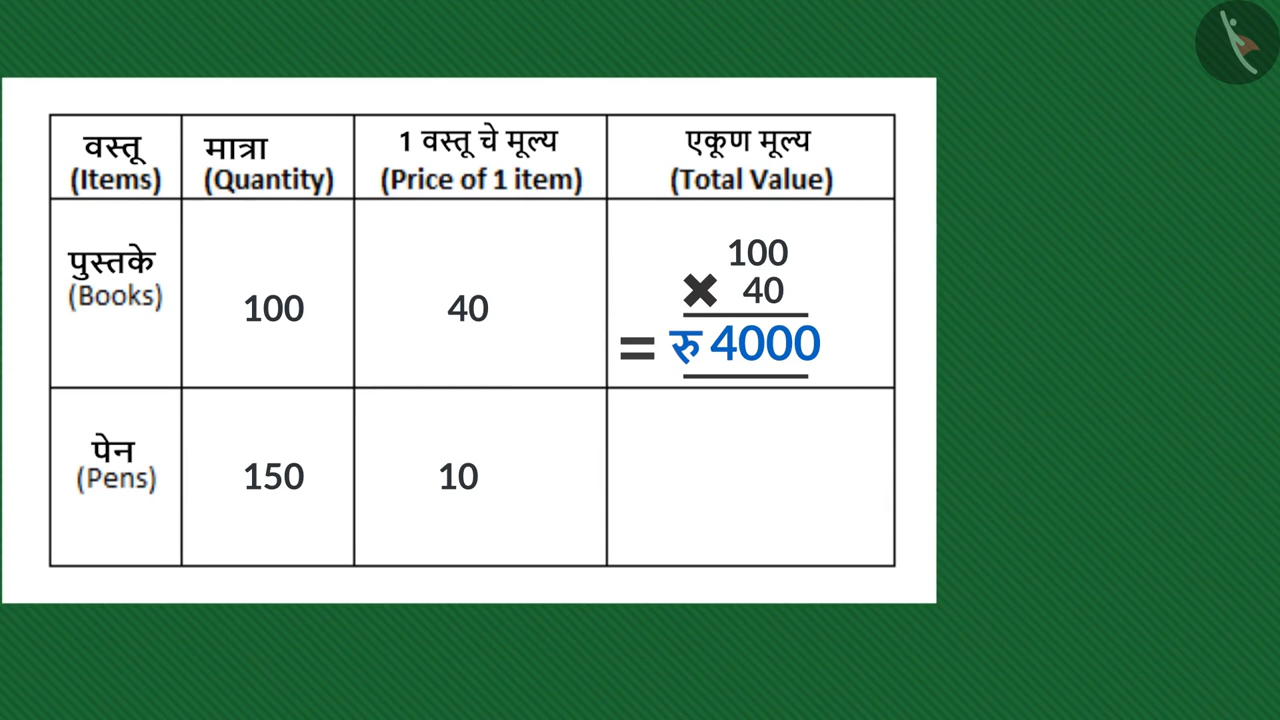 वस्तू
(Items)
मात्रा
(Quantity)
1 वस्तू चे मूल्य
(Price of 1 item)
एकूण मूल्य
(Total Value)
पुस्तके
(Books)
100
40
100
✖ 40
= रु 4000
पेन
(Pens)
150
10